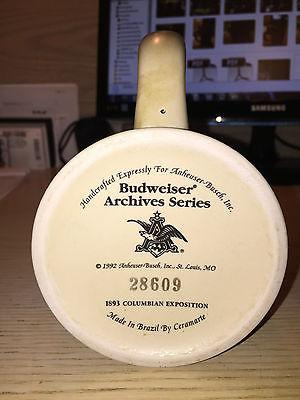 Handcrafted Expressly For Anheuser-Busch, Inc.
Budweiser®
Archives Series
© 1992 Anheuser-Busch, Inc., St. Louis, MO
28609
1893 COLUMBIAN EXPOSITION
Made In Brazil By Ceramarte
SAMSUNG